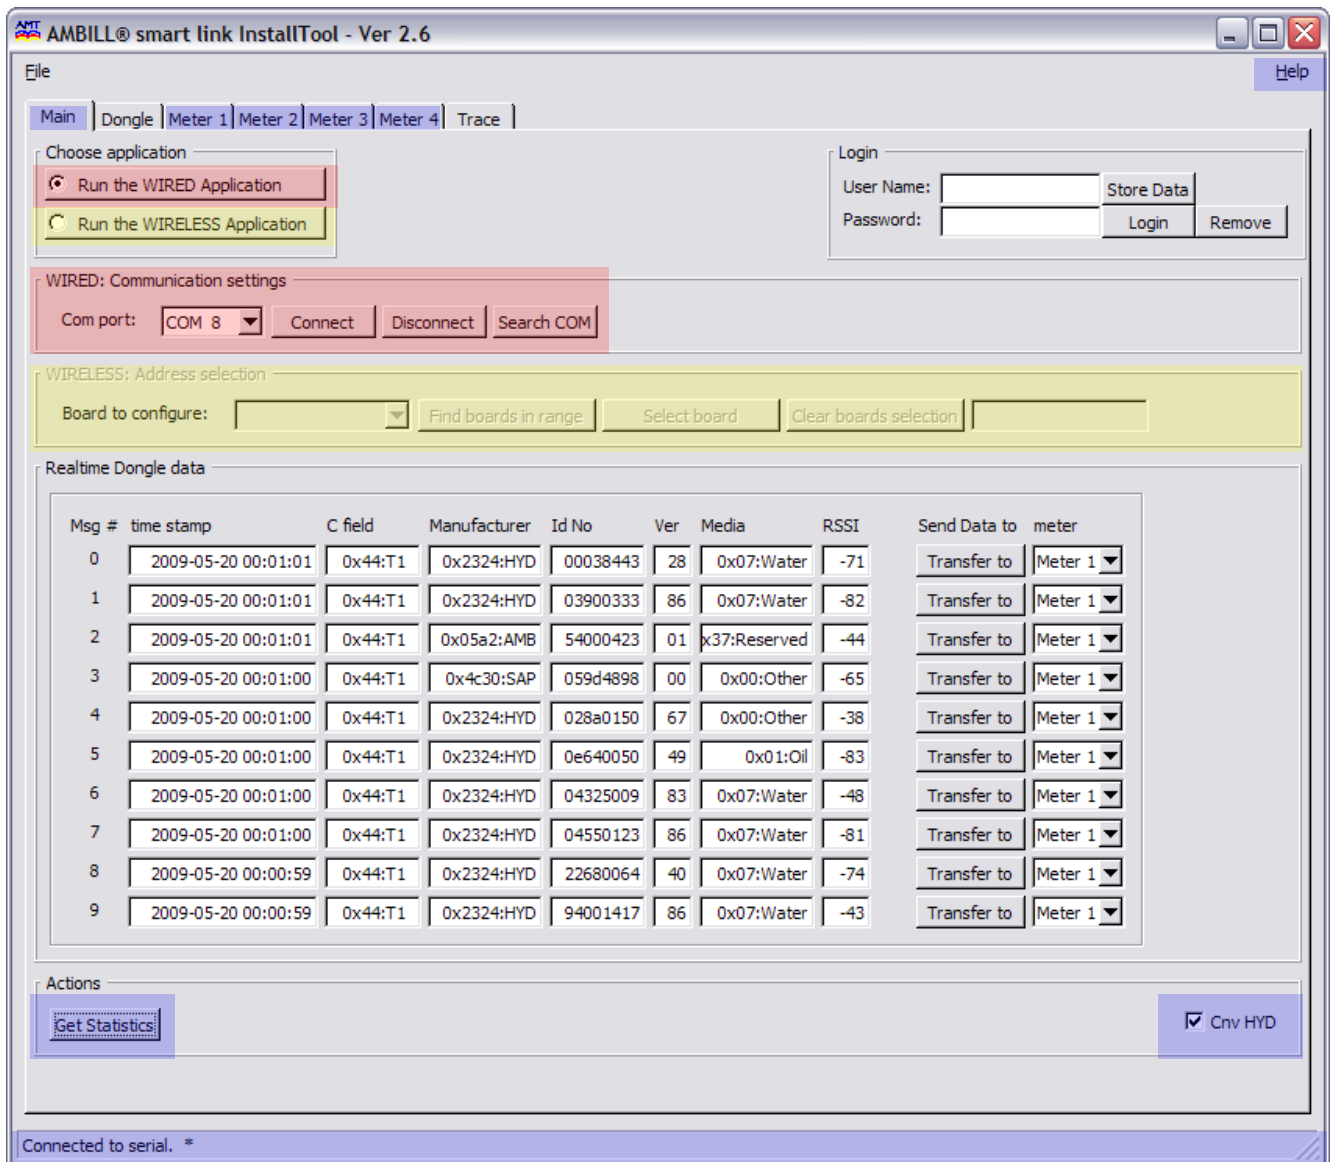 AMT AMBILL® smart link InstallTool - Ver 2.6
File Help
Main Dongle Meter 1 Meter 2 Meter 3 Meter 4 Trace
Choose application
Run the WIRED Application
Run the WIRELESS Application
Login
User Name: Store Data
Password: Login Remove
WIRED: Communication settings
Com port: COM 8 Connect Disconnect Search COM
WIRELESS: Address selection
Board to configure: Find boards in range Select board Clear boards selection
Realtime Dongle data
Msg # time stamp C field Manufacturer Id No Ver Media RSSI Send Data to meter
0 2009-05-20 00:01:01 0x44:T1 0x2324:HYD 00038443 28 0x07:Water -71 Transfer to Meter 1
1 2009-05-20 00:01:01 0x44:T1 0x2324:HYD 03900333 86 0x07:Water -82 Transfer to Meter 1
2 2009-05-20 00:01:01 0x44:T1 0x05a2:AMB 54000423 01 x37:Reserved -44 Transfer to Meter 1
3 2009-05-20 00:01:00 0x44:T1 0x4c30:SAP 059d4898 00 0x00:Other -65 Transfer to Meter 1
4 2009-05-20 00:01:00 0x44:T1 0x2324:HYD 028a0150 67 0x00:Other -38 Transfer to Meter 1
5 2009-05-20 00:01:00 0x44:T1 0x2324:HYD 0e640050 49 0x01:Oil -83 Transfer to Meter 1
6 2009-05-20 00:01:00 0x44:T1 0x2324:HYD 04325009 83 0x07:Water -48 Transfer to Meter 1
7 2009-05-20 00:01:00 0x44:T1 0x2324:HYD 04550123 86 0x07:Water -81 Transfer to Meter 1
8 2009-05-20 00:00:59 0x44:T1 0x2324:HYD 22680064 40 0x07:Water -74 Transfer to Meter 1
9 2009-05-20 00:00:59 0x44:T1 0x2324:HYD 94001417 86 0x07:Water -43 Transfer to Meter 1
Actions
Get Statistics Cnv HYD
Connected to serial. *